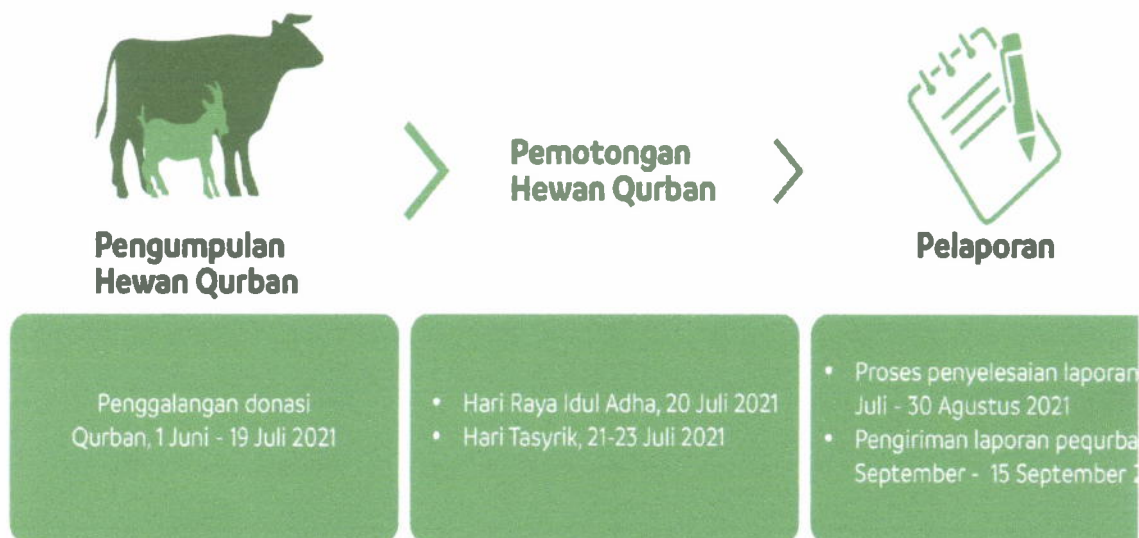 Pengumpulan
Hewan Qurban
Penggalangan donasi
Qurban, 1 Juni - 19 Juli 2021
Pemotongan
Hewan Qurban
• Hari Raya Idul Adha, 20 Juli 2021
• Hari Tasyrik, 21-23 Juli 2021
Pelaporan
• Proses penyelesaian laporan
Juli - 30 Agustus 2021
• Pengiriman laporan
September - 15 September